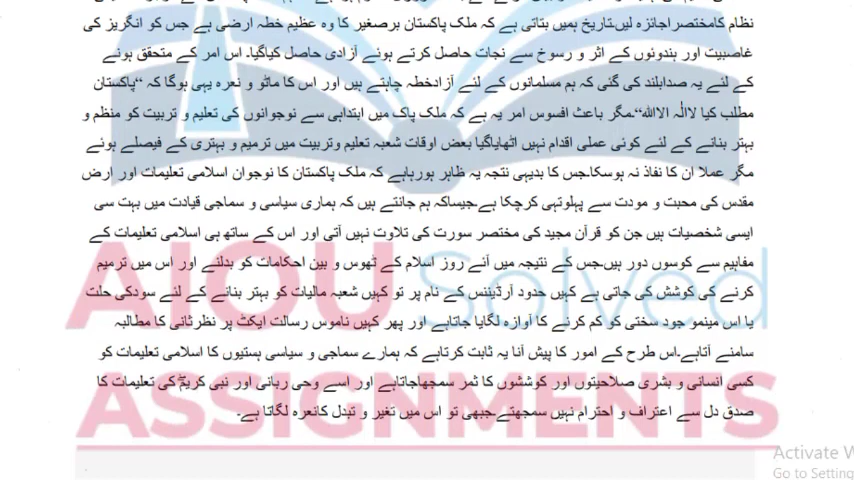 نظام کامختصراجائزہ لیں۔تاریخ ہمیں بتاتی ہے کہ ملک پاکستان برصغیر کا وہ عظیم خطہ ارضی ہے جس کو انگریز کی
غاصبیت اور ہندوئوں کے اثر و رسوخ سے نجات حاصل کرتے ہوئے آزادی حاصل کیاگیا۔ اس امر کے متحقق ہونے
کے لئے یہ صدابلند کی گئی کہ ہم مسلمانوں کے لئے آزادخطہ چاہتے ہیں اور اس کا ماٹو و نعرہ یہی ہوگا کہ “پاکستان
مطلب کیا لاالٰہ الااللہ“۔مگر باعث افسوس امر یہ ہے کہ ملک پاک میں ابتداہی سے نوجوانوں کی تعلیم و تربیت کو منظم و
بہتر بنانے کے لئے کوئی عملی اقدام نہیں اٹھایاگیا بعض اوقات شعبہ تعلیم وتربیت میں ترمیم و بہتری کے فیصلے ہوئے
مگر عملا ان کا نفاذ نہ ہوسکا۔جس کا بدیہی نتجہ یہ ظاہر ہورہاہے کہ ملک پاکستان کا نوجوان اسلامی تعلیمات اور ارض
مقدس کی محبت و مودت سے پہلوتہی کرچکا ہے۔جیساکہ ہم جانتے ہیں کہ ہماری سیاسی و سماجی قیادت میں بہت سی
ایسی شخصیات ہیں جن کو قرآن مجید کی مختصر سورت کی تلاوت نہیں آتی اور اس کے ساتھ ہی اسلامی تعلیمات کے
مفاہیم سے کوسوں دور ہیں۔جس کے نتیجہ میں آئے روز اسلام کے ٹھوس و بین احکامات کو بدلنے اور اس میں ترمیم
کرنے کی کوشش کی جاتی ہے کہیں حدود آرڈیننس کے نام پر تو کہیں شعبہ مالیات کو بہتر بنانے کے لئے سودکی حلت
یا اس مینمو جود سختی کو کم کرنے کا آوازہ لگایا جاتاہے اور پھر کہیں ناموس رسالت ایکٹ پر نظرثانی کا مطالبہ
سامنے آتاہے۔اس طرح کے امور کا پیش آنا یہ ثابت کرتاہے کہ ہمارے سماجی و سیاسی ہستیوں کا اسلامی تعلیمات کو
کسی انسانی و بشری صلاحیتوں اور کوششوں کا ثمر سمجھاجاتاہے اور اسے وحی ربانی اور نبی کریمؐ کی تعلیمات کا
صدق دل سے اعتراف و احترام نہیں سمجھتے۔جبھی تو اس میں تغیر و تبدل کانعرہ لگاتا ہے۔
AIOU Solved
ASSIGNMENTS
Activate W
Go to Setting